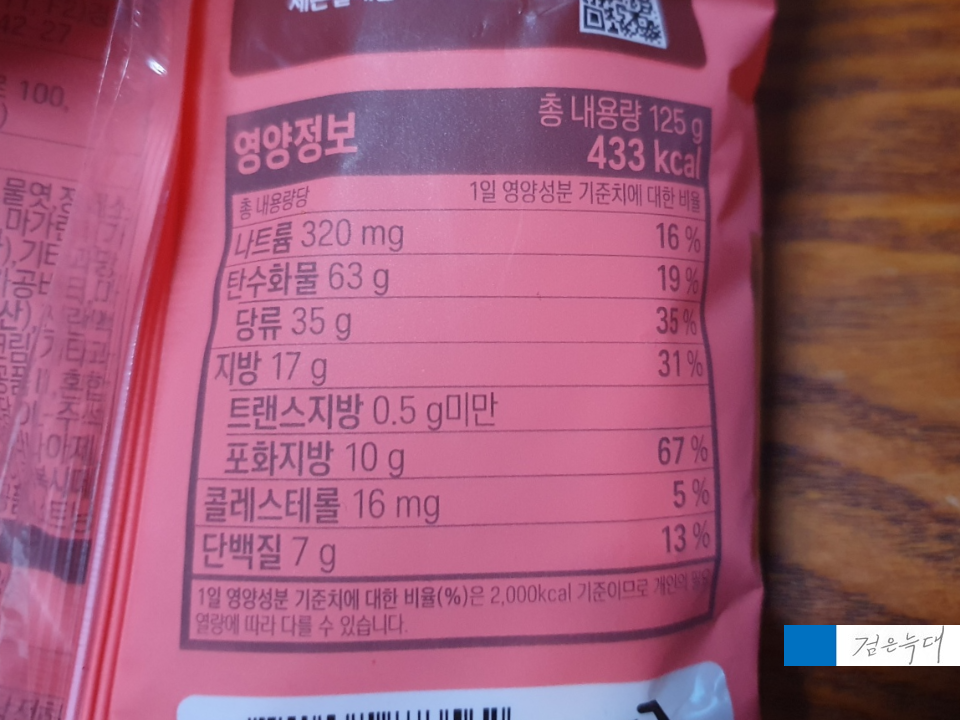 영양정보
총 내용량 125 g
433 kcal
총 내용량당 1일 영양성분 기준치에 대한 비율
나트륨 320 mg 16 %
탄수화물 63 g 19 %
당류 35 g 35 %
지방 17 g 31 %
트랜스지방 0.5 g미만
포화지방 10 g 67 %
콜레스테롤 16 mg 5 %
단백질 7 g 13 %
1일 영양성분 기준치에 대한 비율(%)은 2,000kcal 기준이므로 개인의
열량에 따라 다를 수 있습니다.
검은늑대
100,
물엿